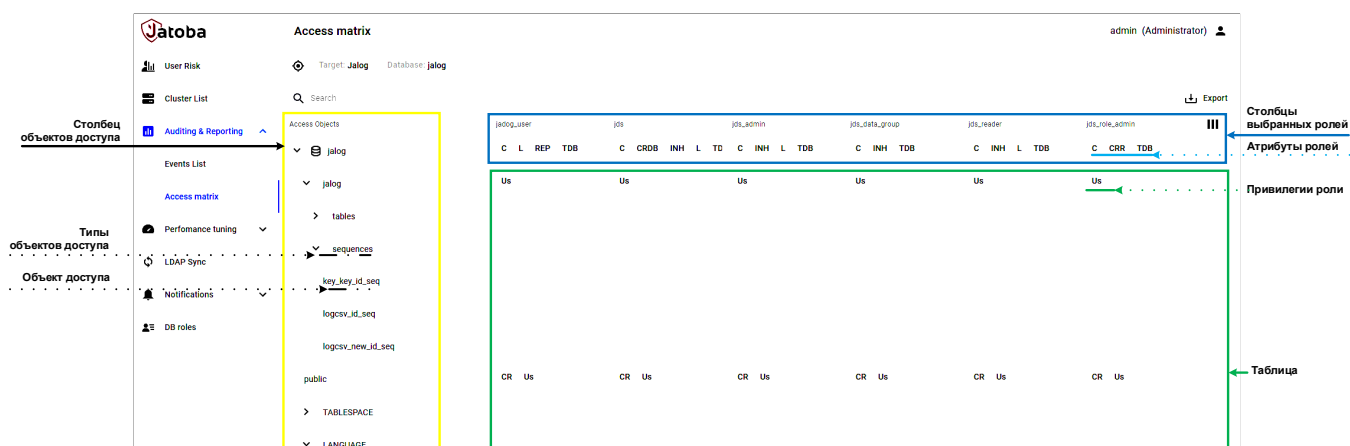 Jatoba
Access matrix
admin (Administrator)
User Risk
Target: Jalog Database: jalog
Cluster List
Search
Export
Столбец
объектов доступа
Auditing & Reporting
Access Objects
jadog_user jds jds_admin jds_data_group jds_reader jds_role_admin
Столбцы
выбранных ролей
jalog
C L REP TDB C CRDB INH L TD C INH L TDB C INH TDB C INH L TDB C CRR TDB
Атрибуты ролей
Events List
jalog
Us Us Us Us Us Us
Привилегии роли
Access matrix
tables
Типы
объектов доступа
Perfomance tuning
sequences
LDAP Sync
Объект доступа
key_key_id_seq
Notifications
logcsv_id_seq
DB roles
logcsv_new_id_seq
public
CR Us CR Us CR Us CR Us CR Us CR Us
Таблица
TABLESPACE
LANGUAGE